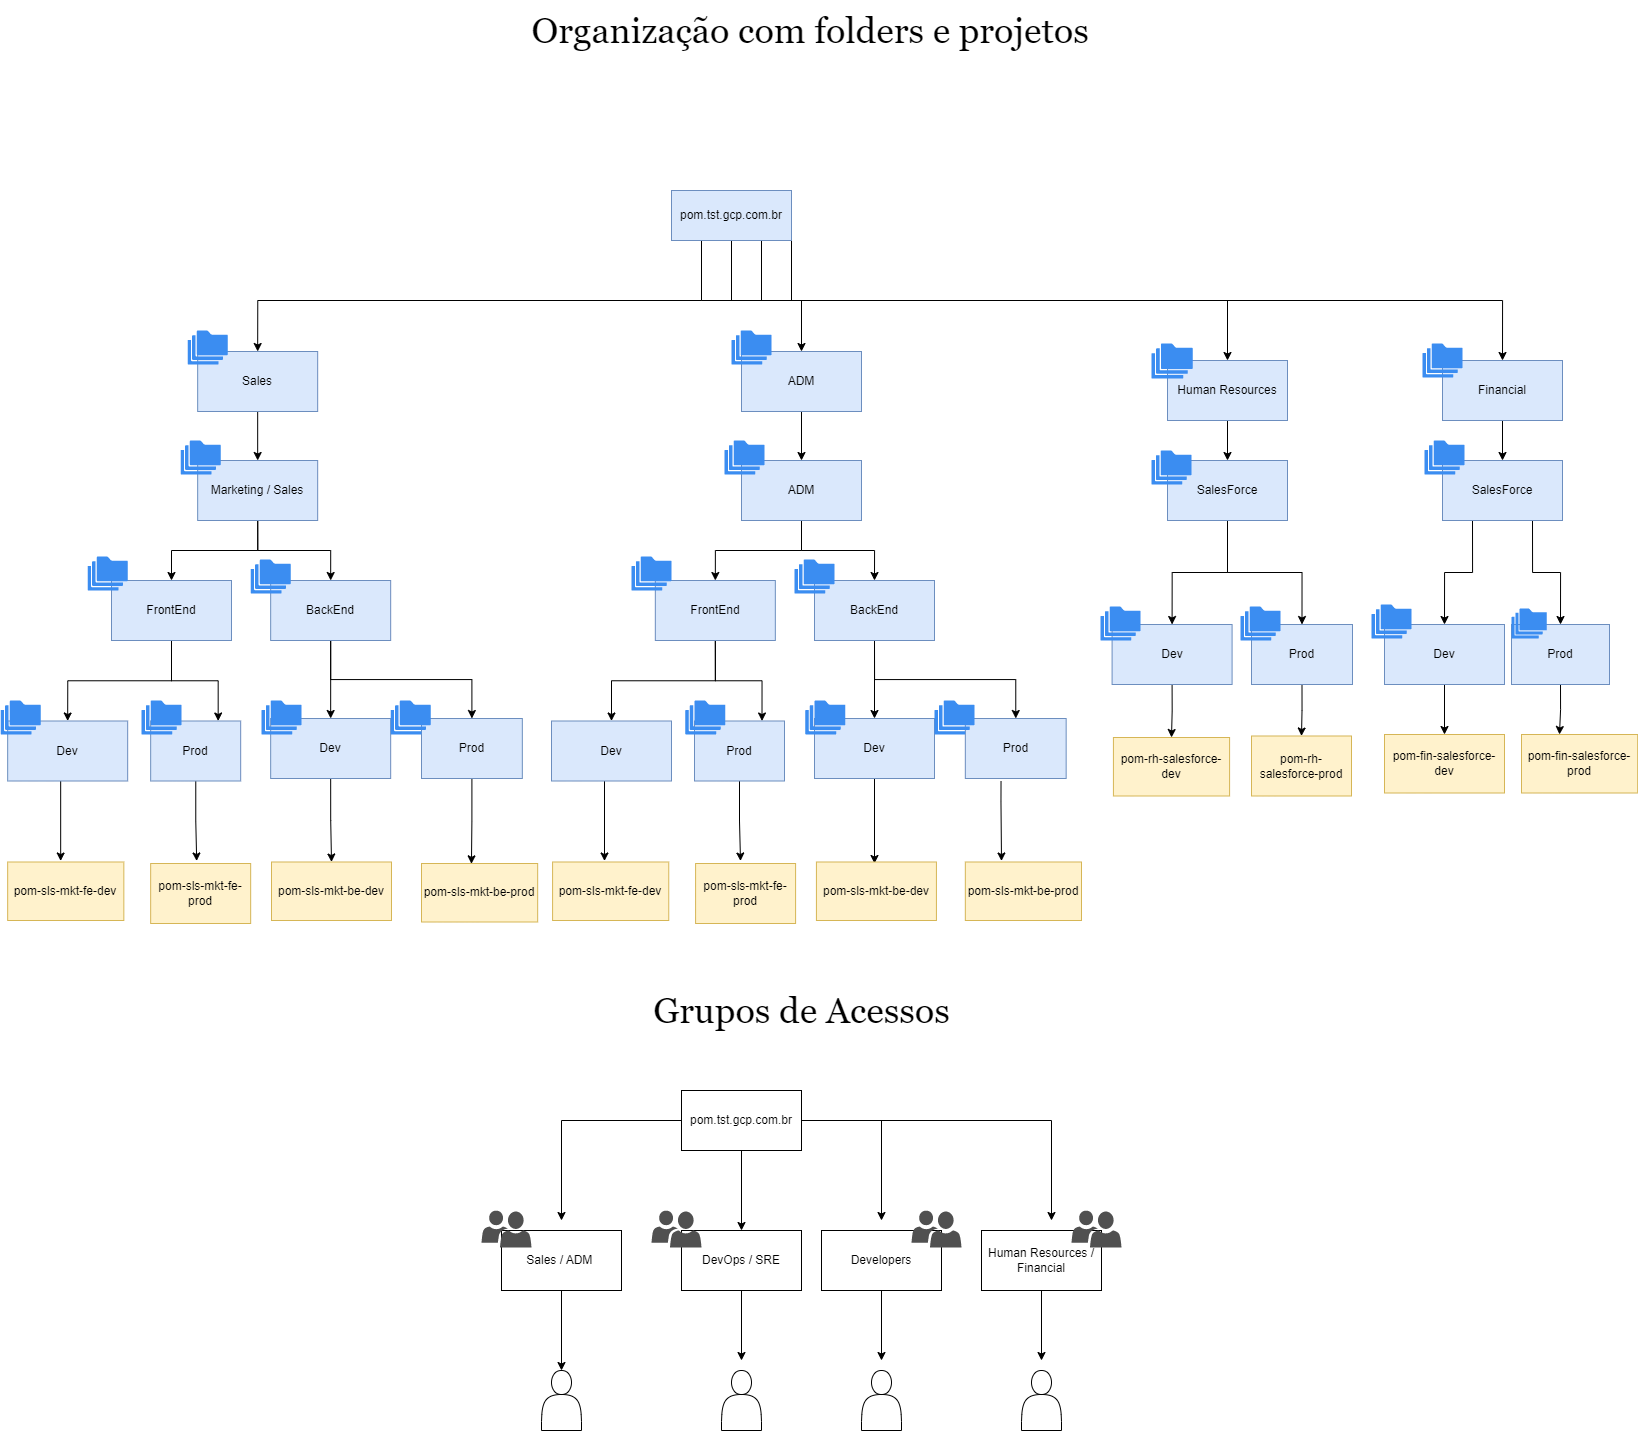 Organização com folders e projetos
pom.tst.gcp.com.br
Sales
ADM
Human Resources
Financial
Marketing / Sales
ADM
SalesForce
SalesForce
FrontEnd
BackEnd
FrontEnd
BackEnd
Dev
Prod
Dev
Prod
Dev
Prod
Dev
Prod
Dev
Prod
Dev
Prod
pom-rh-salesforce-
dev
pom-rh-
salesforce-prod
pom-fin-salesforce-
dev
pom-fin-salesforce-
prod
pom-sls-mkt-fe-dev
pom-sls-mkt-fe-
prod
pom-sls-mkt-be-dev
pom-sls-mkt-be-prod
pom-sls-mkt-fe-dev
pom-sls-mkt-fe-
prod
pom-sls-mkt-be-dev
pom-sls-mkt-be-prod
Grupos de Acessos
pom.tst.gcp.com.br
Sales / ADM
DevOps / SRE
Developers
Human Resources /
Financial